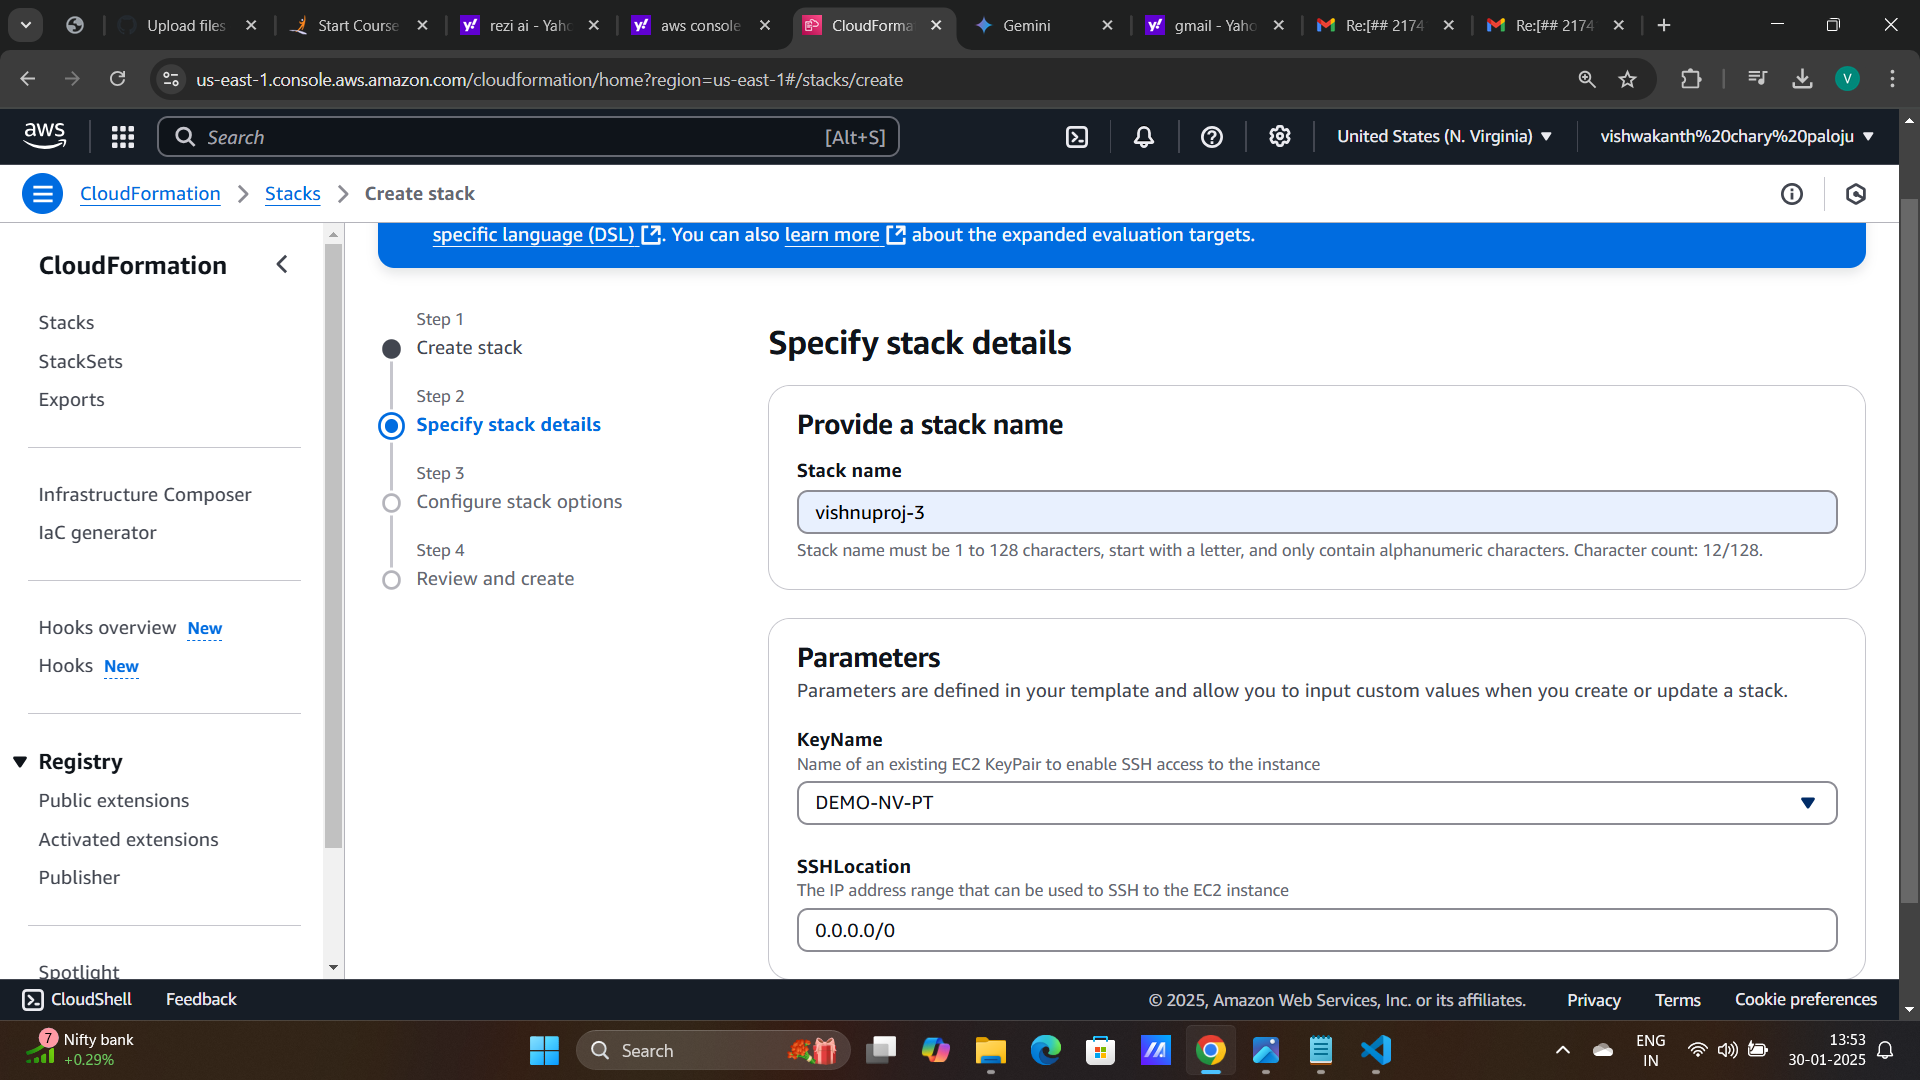 Upload files
Start Course
rezi ai - Yaho
aws console
CloudForma
Gemini
gmail - Yaho
Re:[## 2174
Re:[## 2174
us-east-1.console.aws.amazon.com/cloudformation/home?region=us-east-1#/stacks/create
V
aws
Search
[Alt+S]
United States (N. Virginia)
vishwakanth%20chary%20paloju
CloudFormation
Stacks
Create stack
specific language (DSL). You can also learn more about the expanded evaluation targets.
CloudFormation
Stacks
StackSets
Exports
Infrastructure Composer
IaC generator
Hooks overview New
Hooks New
Registry
Public extensions
Activated extensions
Publisher
Spotlight
Step 1
Create stack
Step 2
Specify stack details
Step 3
Configure stack options
Step 4
Review and create
Specify stack details
Provide a stack name
Stack name
vishnuproj-3
Stack name must be 1 to 128 characters, start with a letter, and only contain alphanumeric characters. Character count: 12/128.
Parameters
Parameters are defined in your template and allow you to input custom values when you create or update a stack.
KeyName
Name of an existing EC2 KeyPair to enable SSH access to the instance
DEMO-NV-PT
SSHLocation
The IP address range that can be used to SSH to the EC2 instance
0.0.0.0/0
CloudShell
Feedback
© 2025, Amazon Web Services, Inc. or its affiliates.
Privacy
Terms
Cookie preferences
7
Nifty bank
+0.29%
Search
ENG
IN
13:53
30-01-2025